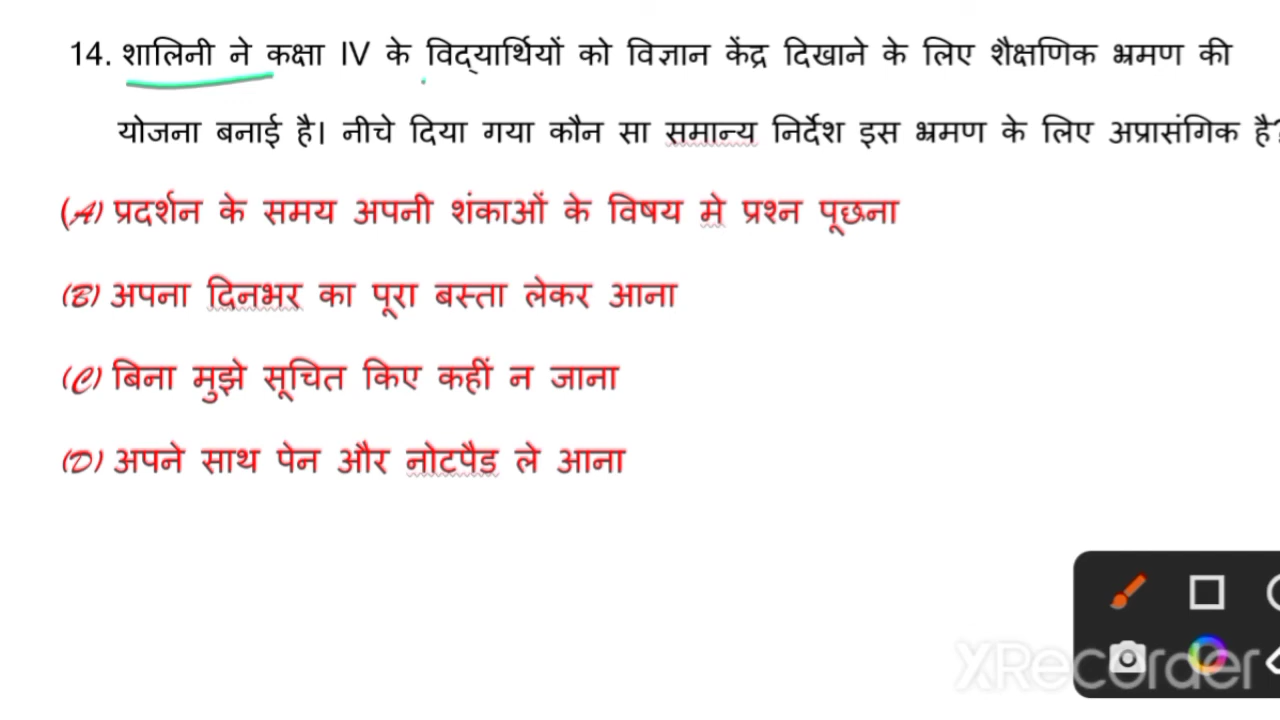 14. शालिनी ने कक्षा IV के विद्यार्थियों को विज्ञान केंद्र दिखाने के लिए शैक्षणिक भ्रमण की
योजना बनाई है। नीचे दिया गया कौन सा समान्य निर्देश इस भ्रमण के लिए अप्रासंगिक है?
(A) प्रदर्शन के समय अपनी शंकाओं के विषय मे प्रश्न पूछना
(B) अपना दिनभर का पूरा बस्ता लेकर आना
(C) बिना मुझे सूचित किए कहीं न जाना
(D) अपने साथ पेन और नोटपैड ले आना
XRecorder